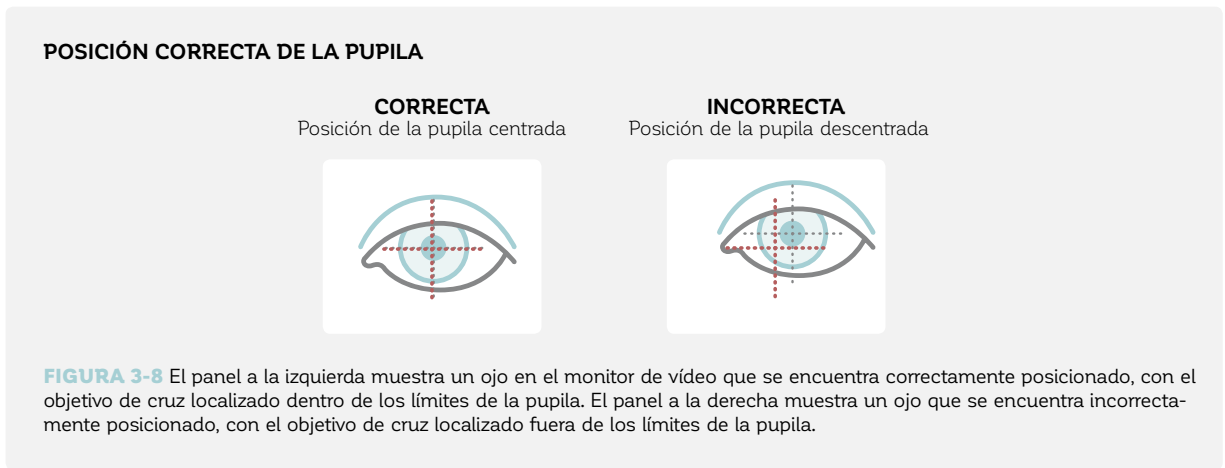 POSICIÓN CORRECTA DE LA PUPILA
CORRECTA
Posición de la pupila centrada
INCORRECTA
Posición de la pupila descentrada
FIGURA 3-8 El panel a la izquierda muestra un ojo en el monitor de vídeo que se encuentra correctamente posicionado, con el
objetivo de cruz localizado dentro de los límites de la pupila. El panel a la derecha muestra un ojo que se encuentra incorrecta-
mente posicionado, con el objetivo de cruz localizado fuera de los límites de la pupila.